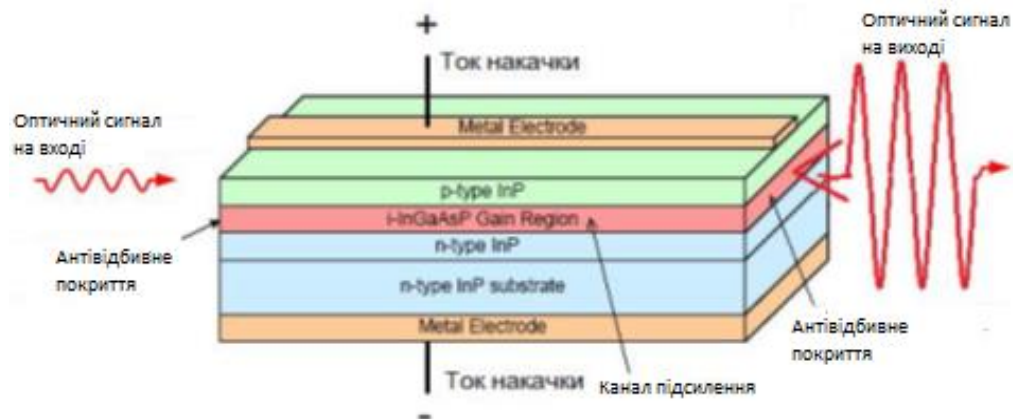 Оптичний сигнал
на виході
+
Ток накачки
Оптичний сигнал
на вході
Metal Electrode
p-type InP
i-InGaAsP Gain Region
n-type InP
Антівідбивне
покриття
n-type InP substrate
Metal Electrode
Антівідбивне
покриття
Ток накачки
Канал підсилення
-